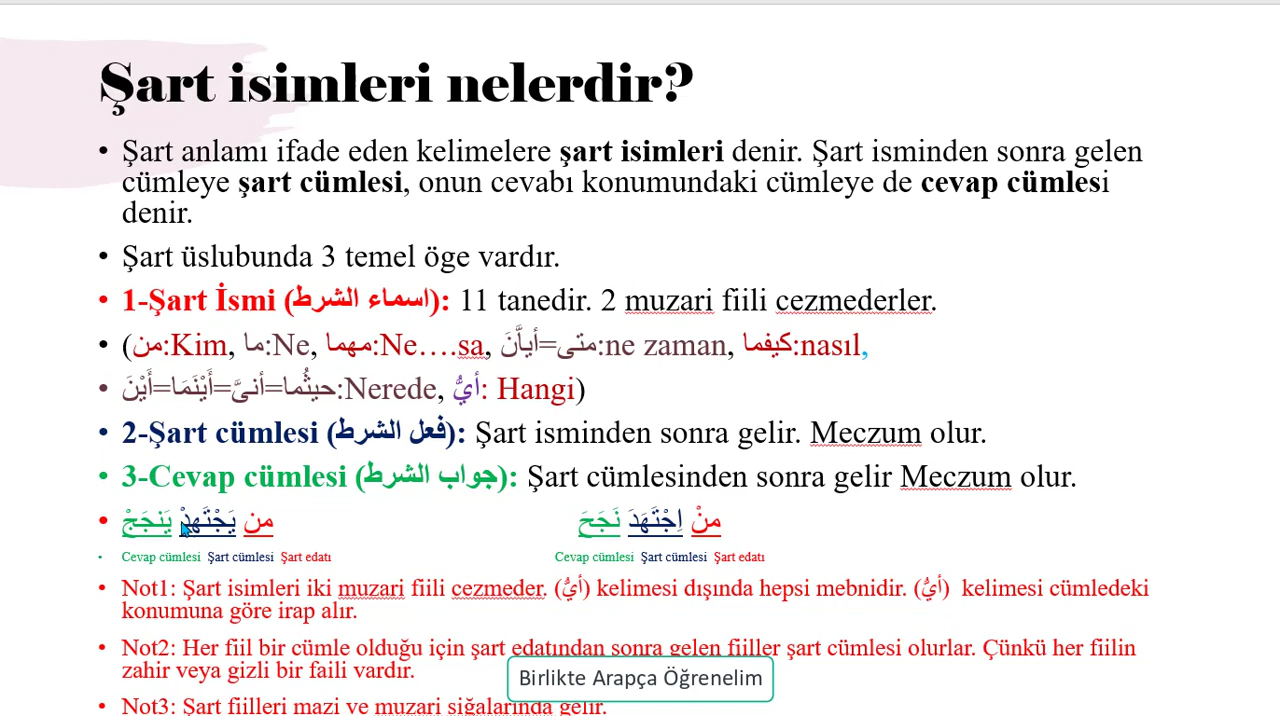 Şart isimleri nelerdir?
• Şart anlamı ifade eden kelimelere şart isimleri denir. Şart isminden sonra gelen
cümleye şart cümlesi, onun cevabı konumundaki cümleye de cevap cümlesi
denir.
• Şart üslubunda 3 temel öge vardır.
• 1-Şart İsmi (اسماء الشرط): 11 tanedir. 2 muzari fiili cezmederler.
• (من:Kim, ما:Ne, مهما:Ne….sa, متى=أيَّانَ:ne zaman, كيفما:nasıl,
• حيثُما=أنىَّ=أَيْنَمَا=أَيْنَ:Nerede, أيُّ: Hangi)
• 2-Şart cümlesi (فعل الشرط): Şart isminden sonra gelir. Meczum olur.
• 3-Cevap cümlesi (جواب الشرط): Şart cümlesinden sonra gelir Meczum olur.
• من يَجْتَهِدْ يَنجَجْ منْ اِجْتَهَدَ نَجَحَ
• Cevap cümlesi Şart cümlesi Şart edatı Cevap cümlesi Şart cümlesi Şart edatı
• Not1: Şart isimleri iki muzari fiili cezmeder. (أيُّ) kelimesi dışında hepsi mebnidir. (أيُّ) kelimesi cümledeki
konumuna göre irap alır.
• Not2: Her fiil bir cümle olduğu için şart edatından sonra gelen fiiller şart cümlesi olurlar. Çünkü her fiilin
zahir veya gizli bir faili vardır.
Birlikte Arapça Öğrenelim
• Not3: Şart fiilleri mazi ve muzari siğalarında gelir.